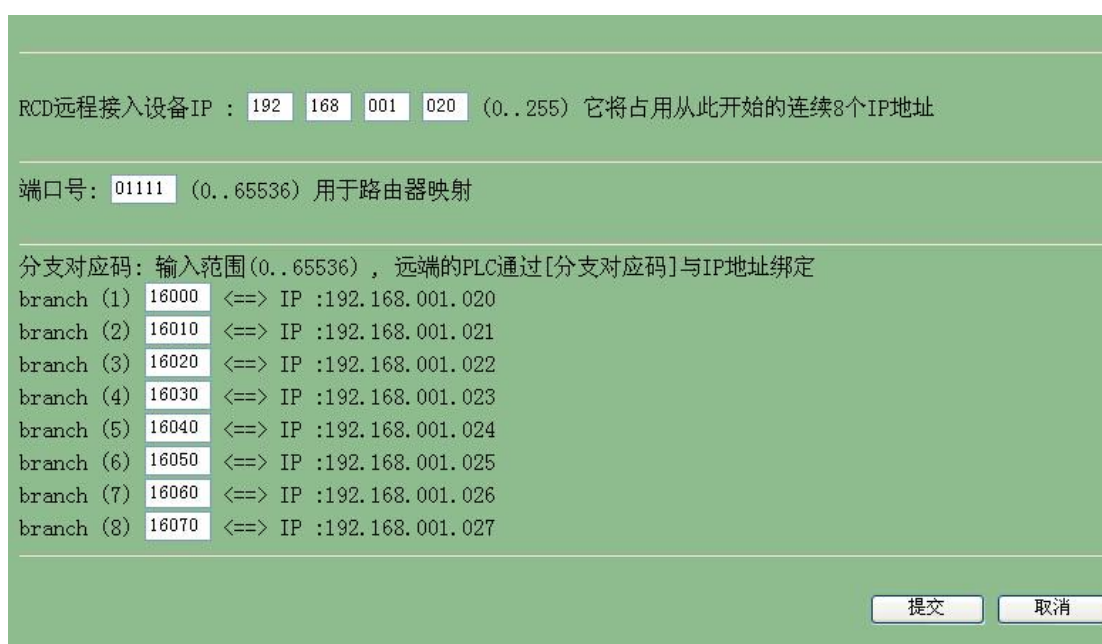 RCD远程接入设备IP : 192 168 001 020 (0..255) 它将占用从此开始的连续8个IP地址
端口号: 01111 (0..65536) 用于路由器映射
分支对应码: 输入范围(0..65536) , 远端的PLC通过[分支对应码]与IP地址绑定
branch (1) 16000 <==> IP :192.168.001.020
branch (2) 16010 <==> IP :192.168.001.021
branch (3) 16020 <==> IP :192.168.001.022
branch (4) 16030 <==> IP :192.168.001.023
branch (5) 16040 <==> IP :192.168.001.024
branch (6) 16050 <==> IP :192.168.001.025
branch (7) 16060 <==> IP :192.168.001.026
branch (8) 16070 <==> IP :192.168.001.027
提交 取消